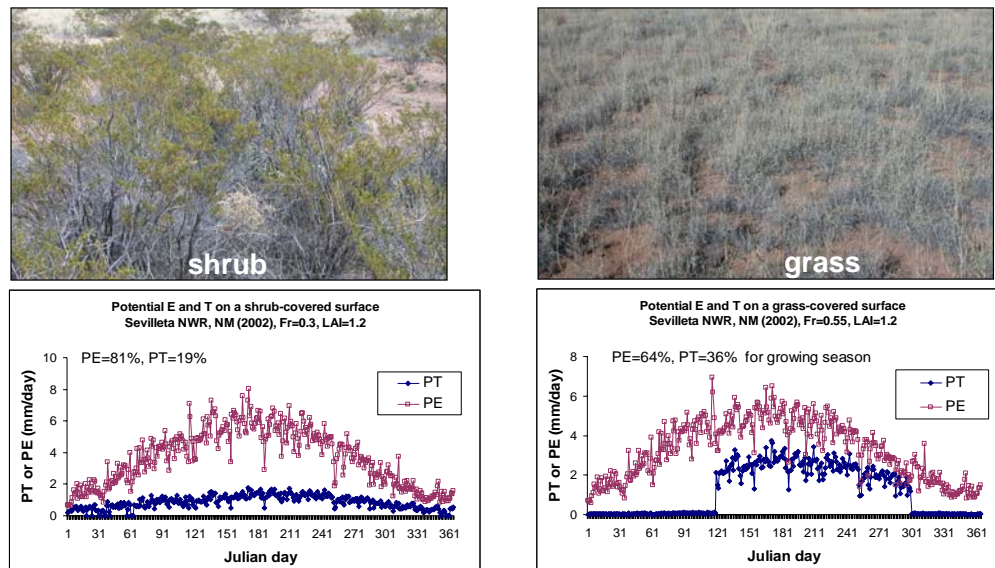 shrub
grass
Potential E and T on a shrub-covered surface
Sevilleta NWR, NM (2002), Fr=0.3, LAI=1.2
PE=81%, PT=19%
PT
PE
10
8
6
4
2
0
PT or PE (mm/day)
1 31 61 91 121 151 181 211 241 271 301 331 361
Julian day
Potential E and T on a grass-covered surface
Sevilleta NWR, NM (2002), Fr=0.55, LAI=1.2
PE=64%, PT=36% for growing season
PT
PE
8
6
4
2
0
PT or PE (mm/day)
1 31 61 91 121 151 181 211 241 271 301 331 361
Julian day